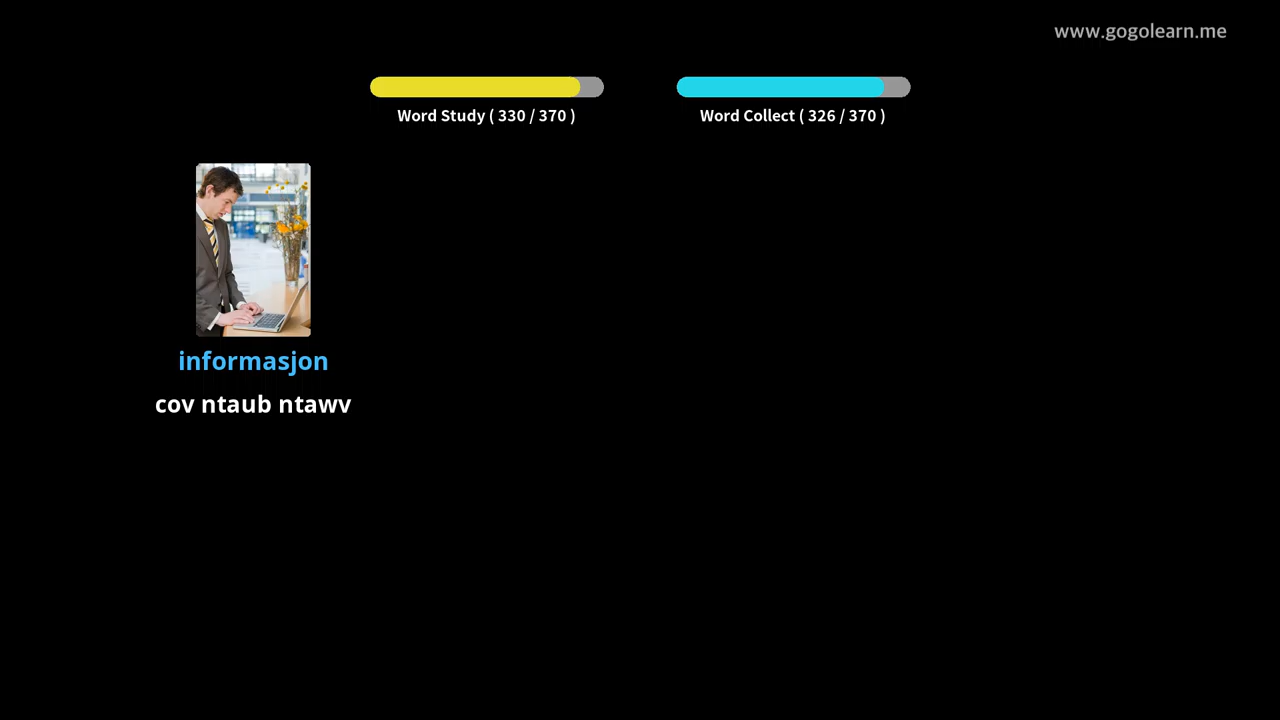 www.gogolearn.me
Word Study ( 330 / 370 )
Word Collect ( 326 / 370 )
informasjon
cov ntaub ntawv